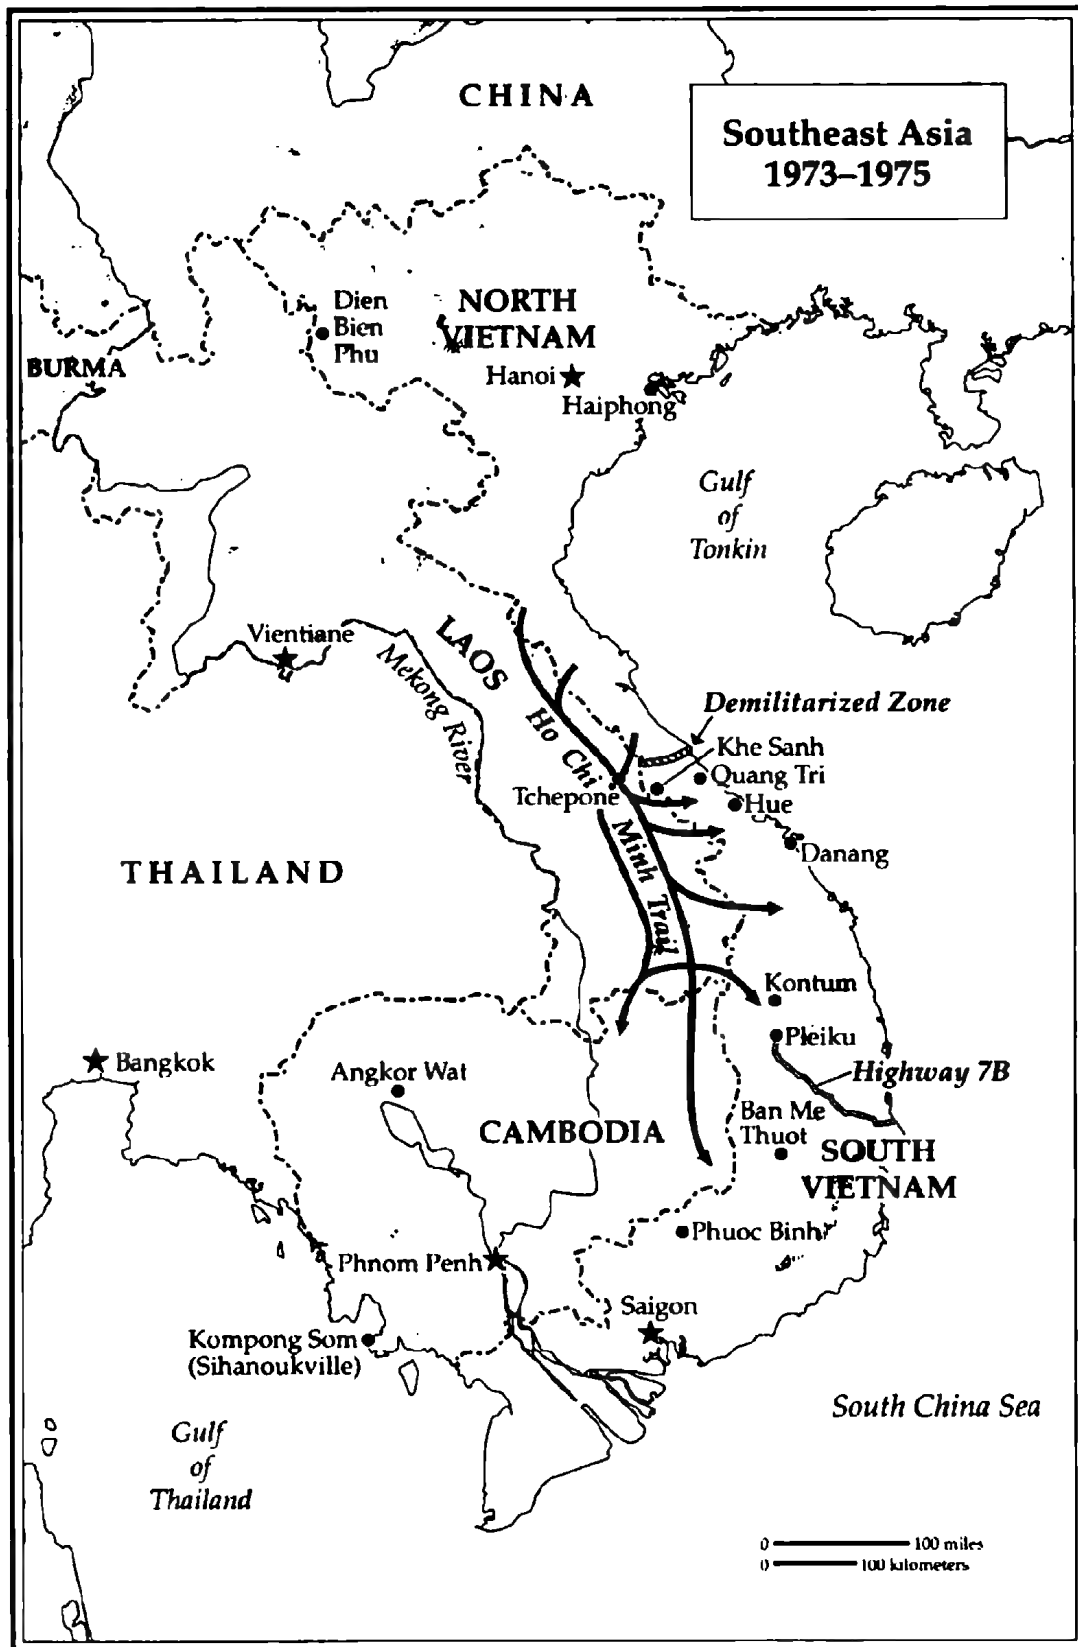 CHINA
Southeast Asia
1973–1975
Dien
Bien
Phu
NORTH
VIETNAM
BURMA
Hanoi
Haiphong
Gulf
of
Tonkin
Vientiane
LAOS
Mekong River
Demilitarized Zone
Ho Chi Minh Trail
Khe Sanh
Quang Tri
Tchepone
Hue
Danang
THAILAND
Kontum
Pleiku
Bangkok
Angkor Wat
Highway 7B
CAMBODIA
Ban Me
Thuot
SOUTH
VIETNAM
Phuoc Binh
Phnom Penh
Saigon
Kompong Som
(Sihanoukville)
South China Sea
Gulf
of
Thailand
0 100 miles
0 100 kilometers